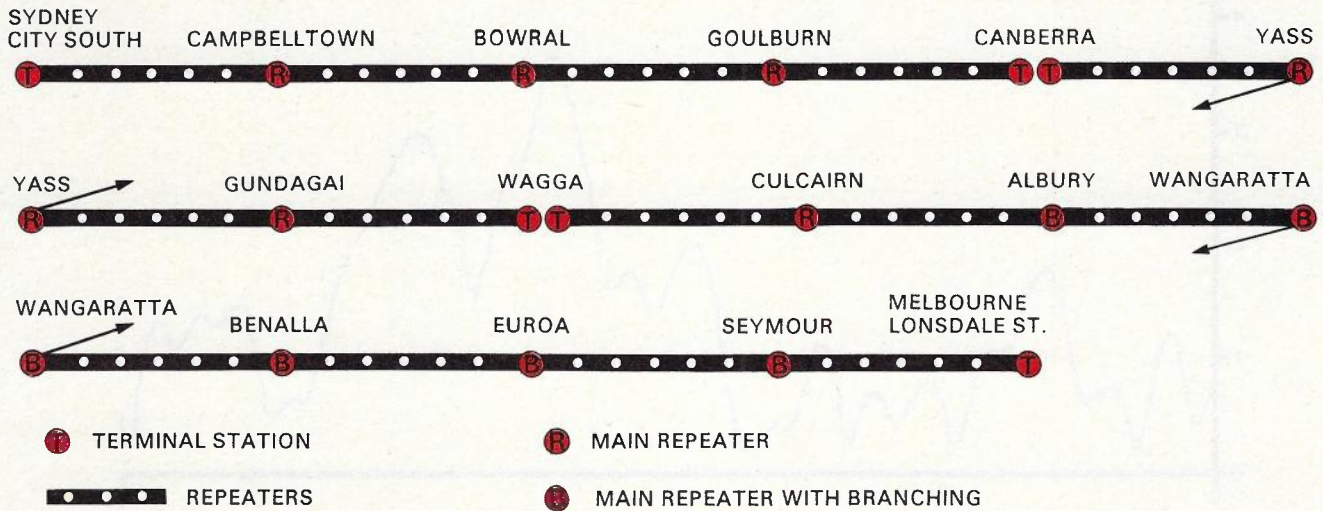 SYDNEY
CITY SOUTH CAMPBELLTOWN BOWRAL GOULBURN CANBERRA YASS
T R R R T T R
YASS GUNDAGAI WAGGA CULCAIRN ALBURY WANGARATTA
R R T T R B B
WANGARATTA BENALLA EUROA SEYMOUR MELBOURNE
LONSDALE ST.
B B B B T
T TERMINAL STATION R MAIN REPEATER
REPEATERS B MAIN REPEATER WITH BRANCHING